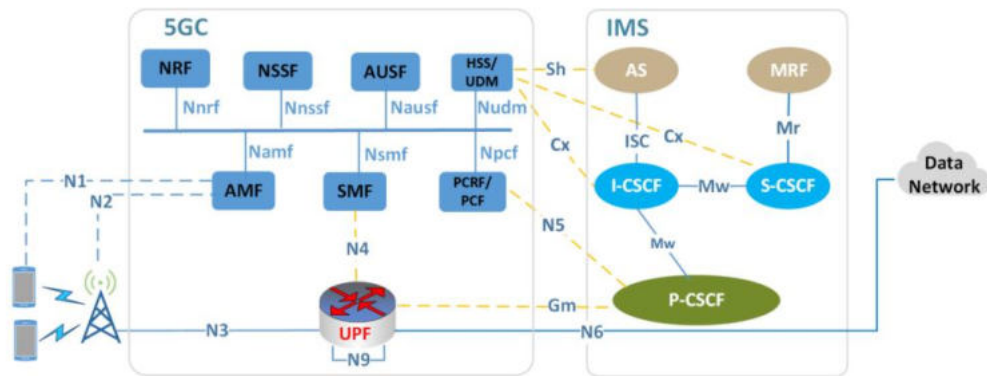 5GC
IMS
NRF
NSSF
AUSF
HSS/
UDM
Sh
AS
MRF
Nnrf
Nnssf
Nausf
Nudm
Cx
ISC
Cx
Mr
Namf
Nsmf
Npcf
Data
Network
N1
N2
AMF
SMF
PCRF/
PCF
I-CSCF
Mw
S-CSCF
N5
Mw
N4
P-CSCF
Gm
N3
UPF
N6
N9